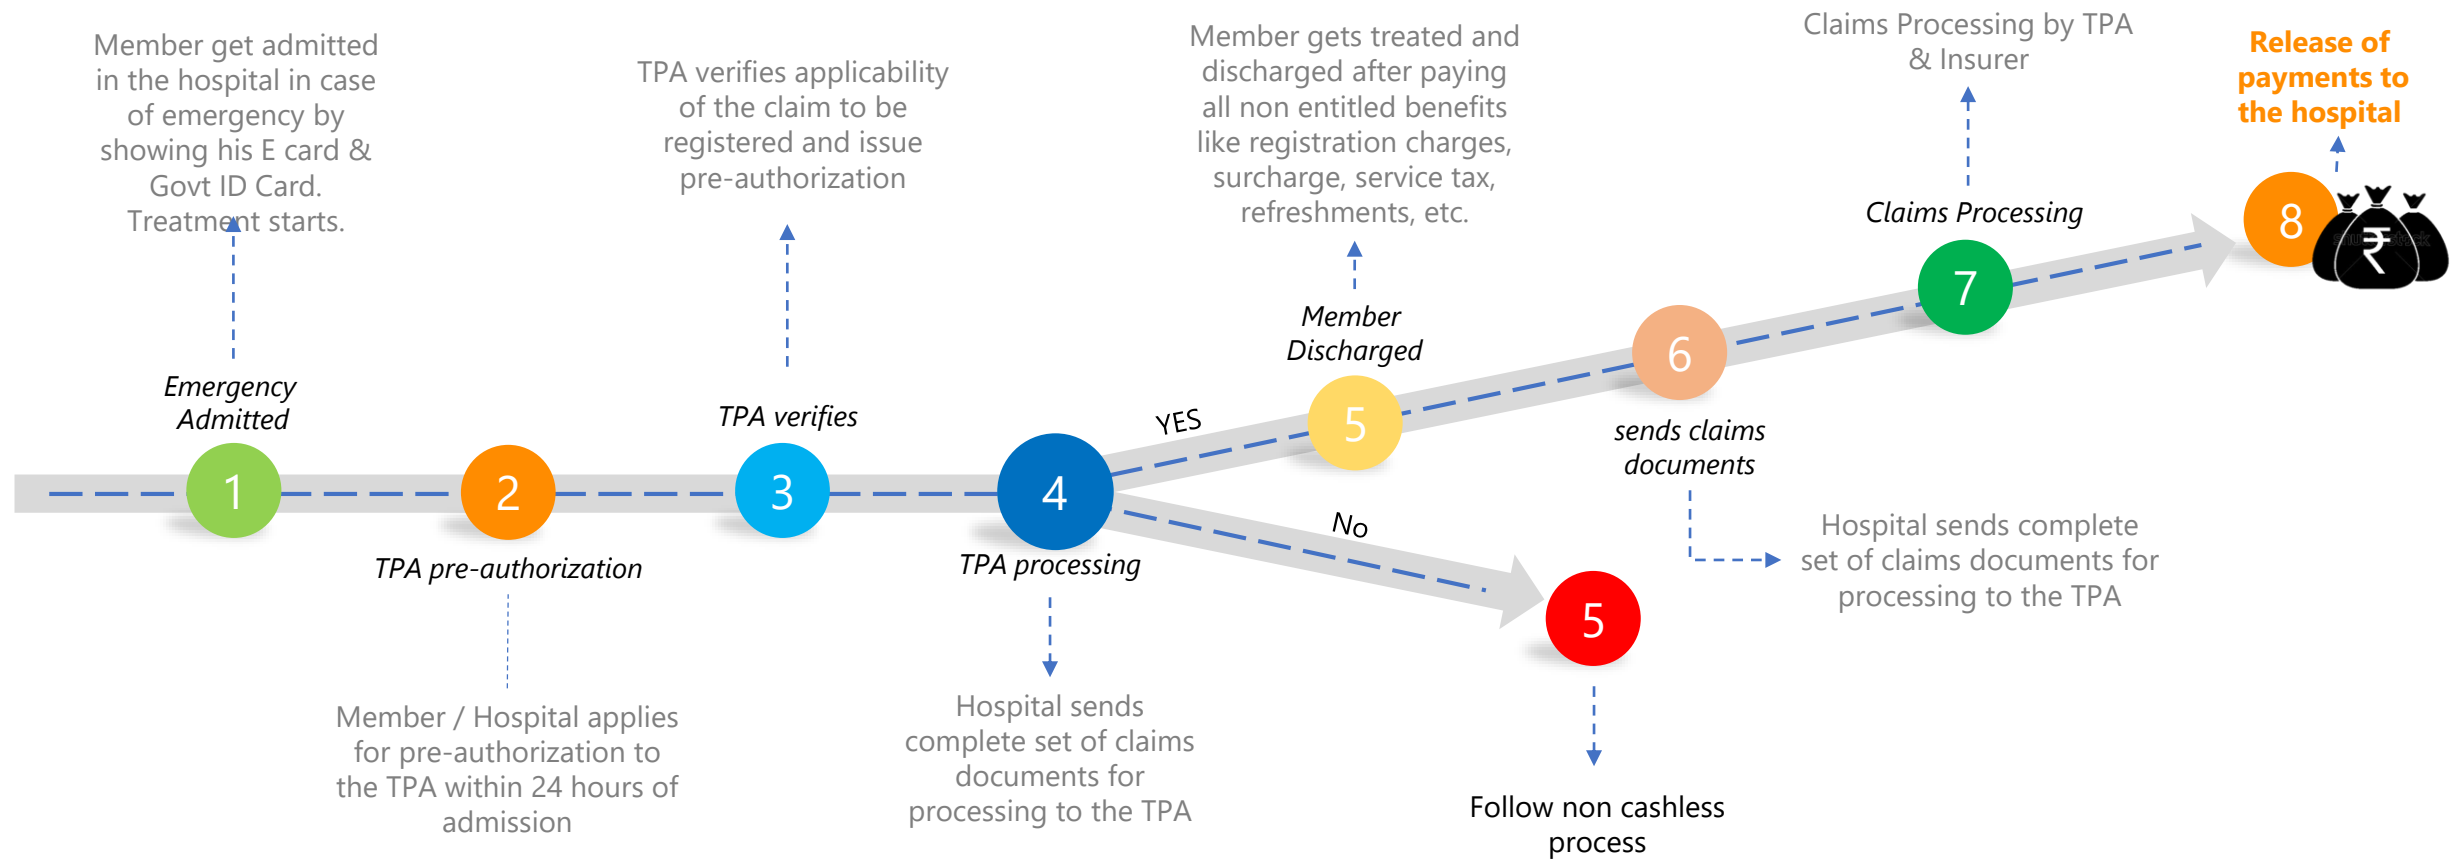 Member get admitted
in the hospital in case
of emergency by
showing his E card &
Govt ID Card.
Treatment starts.
Emergency
Admitted
1
2
TPA pre-authorization
Member / Hospital applies
for pre-authorization to
the TPA within 24 hours of
admission
TPA verifies applicability
of the claim to be
registered and issue
pre-authorization
TPA verifies
3
4
TPA processing
Hospital sends
complete set of claims
documents for
processing to the TPA
YES
Member gets treated and
discharged after paying
all non entitled benefits
like registration charges,
surcharge, service tax,
refreshments, etc.
Member
Discharged
5
No
5
Follow non cashless
process
6
sends claims
documents
Hospital sends complete
set of claims documents for
processing to the TPA
Claims Processing by TPA
& Insurer
Claims Processing
7
Release of
payments to
the hospital
8
₹